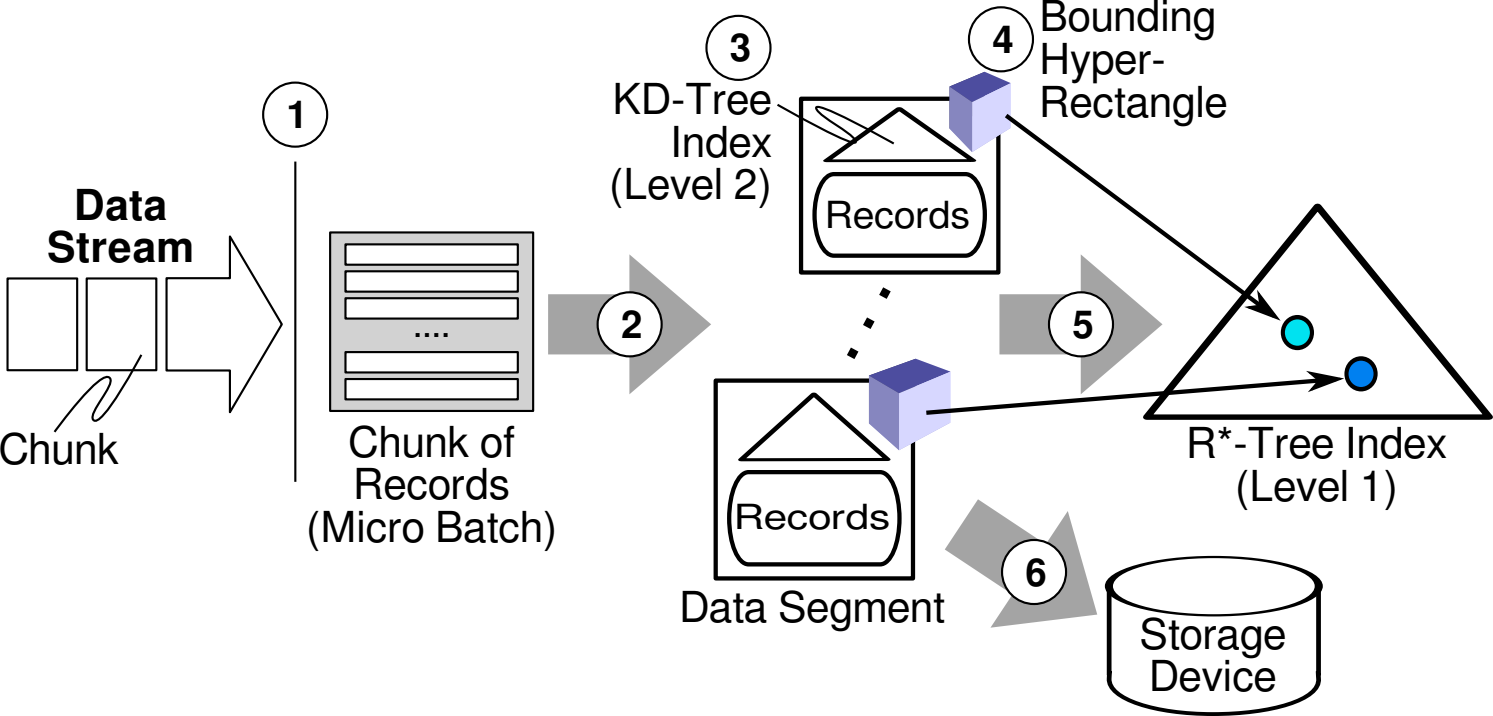 1
Data
Stream
Chunk
....
Chunk of
Records
(Micro Batch)
2
3
KD-Tree
Index
(Level 2)
4
Bounding
Hyper-
Rectangle
Records
Records
Data Segment
5
R*-Tree Index
(Level 1)
6
Storage
Device